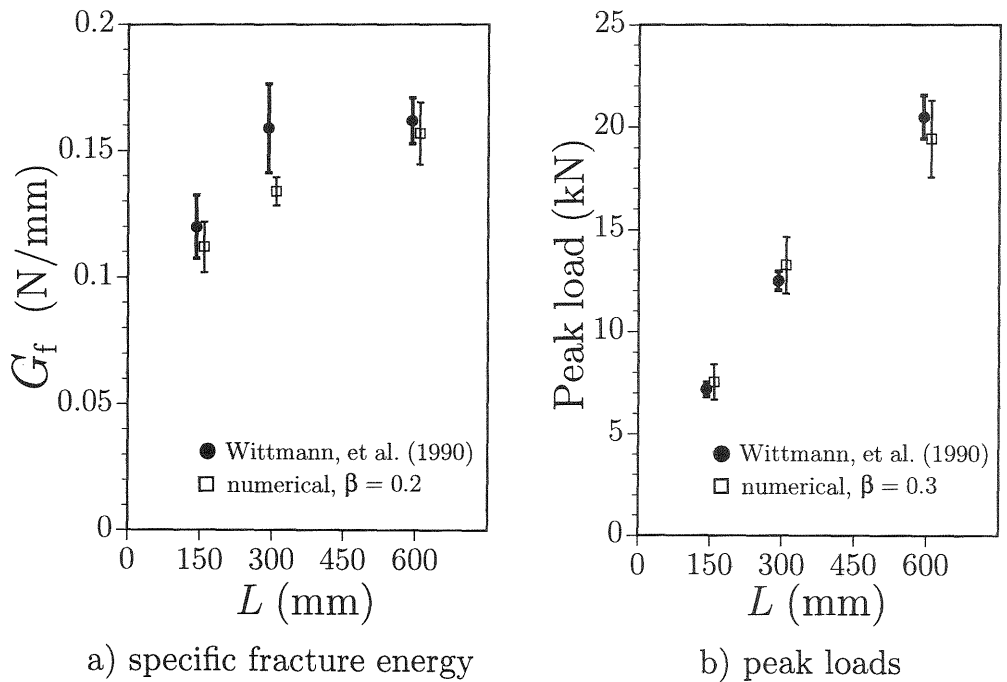 0.2
0.15
0.1
0.05
0
G_f (N/mm)
● Wittmann, et al. (1990)
□ numerical, β = 0.2
0 150 300 450 600
L (mm)
a) specific fracture energy
25
20
15
10
5
0
Peak load (kN)
● Wittmann, et al. (1990)
□ numerical, β = 0.3
0 150 300 450 600
L (mm)
b) peak loads